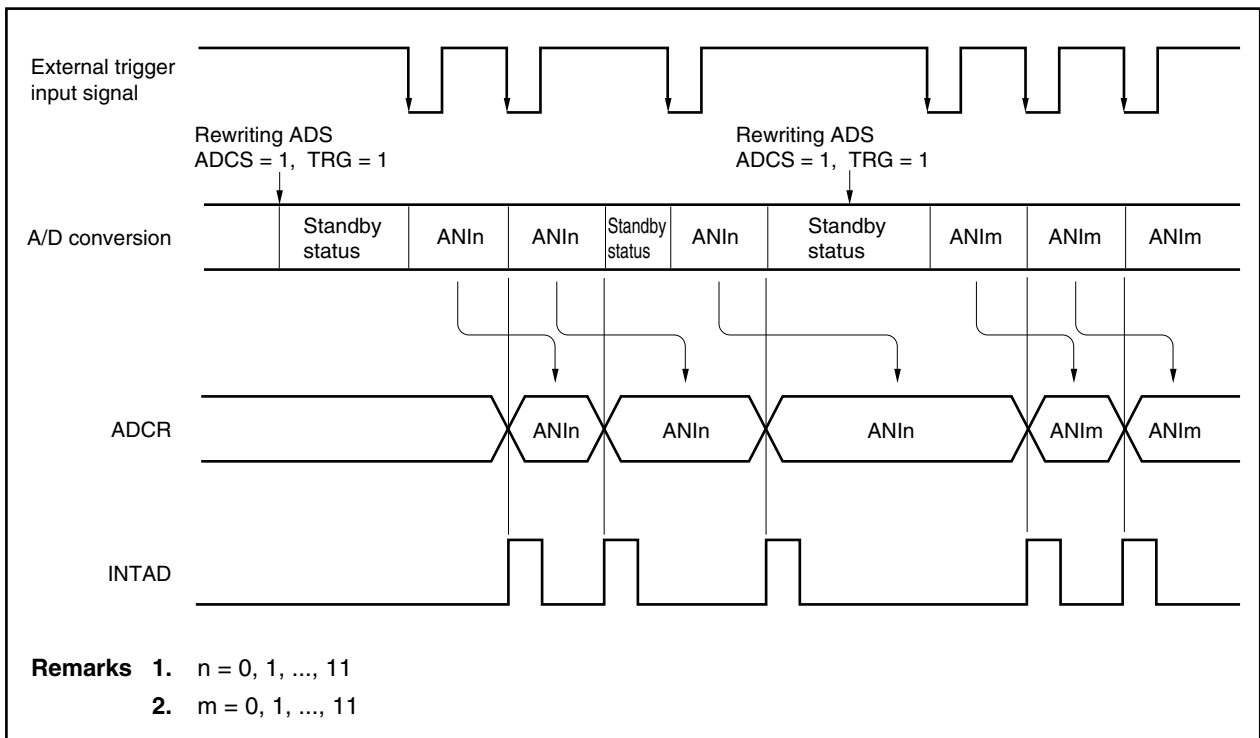 External trigger
input signal
Rewriting ADS
ADCS = 1, TRG = 1
Rewriting ADS
ADCS = 1, TRG = 1
A/D conversion
Standby
status
ANIn
ANIn
Standby
status
ANIn
Standby
status
ANIm
ANIm
ANIm
ADCR
ANIn
ANIn
ANIn
ANIm
ANIm
INTAD
Remarks 1. n = 0, 1, ..., 11
2. m = 0, 1, ..., 11